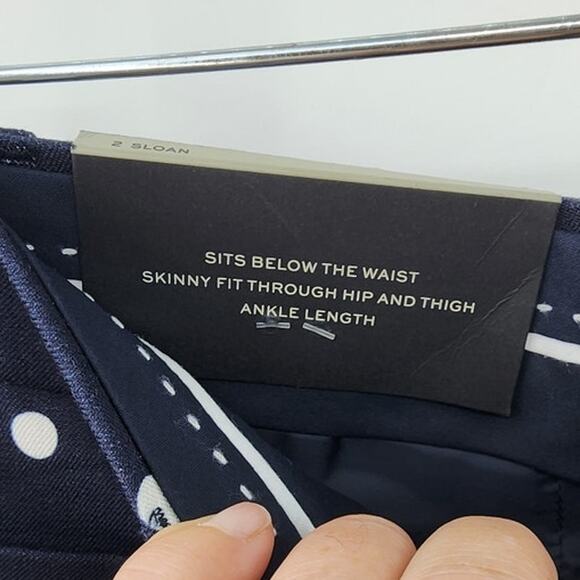 2 SLOAN
SITS BELOW THE WAIST
SKINNY FIT THROUGH HIP AND THIGH
ANKLE LENGTH